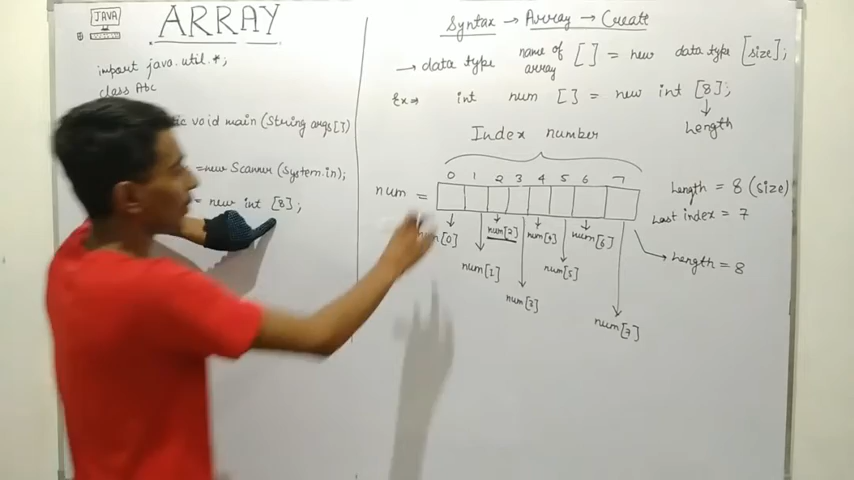 JAVA
ARRAY
import java.util.*;
class Abc
void main (String args[])
=new Scanner (System.in);
= new int [8];
Syntax → Array → Create
→ data type name of array [ ] = new data type [size];
Ex ⇒ int num [ ] = new int [8];
Length
Index number
0 1 2 3 4 5 6 7
num =
num[0] num[2] num[4] num[6]
num[1] num[5]
num[3]
num[7]
Length = 8 (size)
Last index = 7
Length = 8